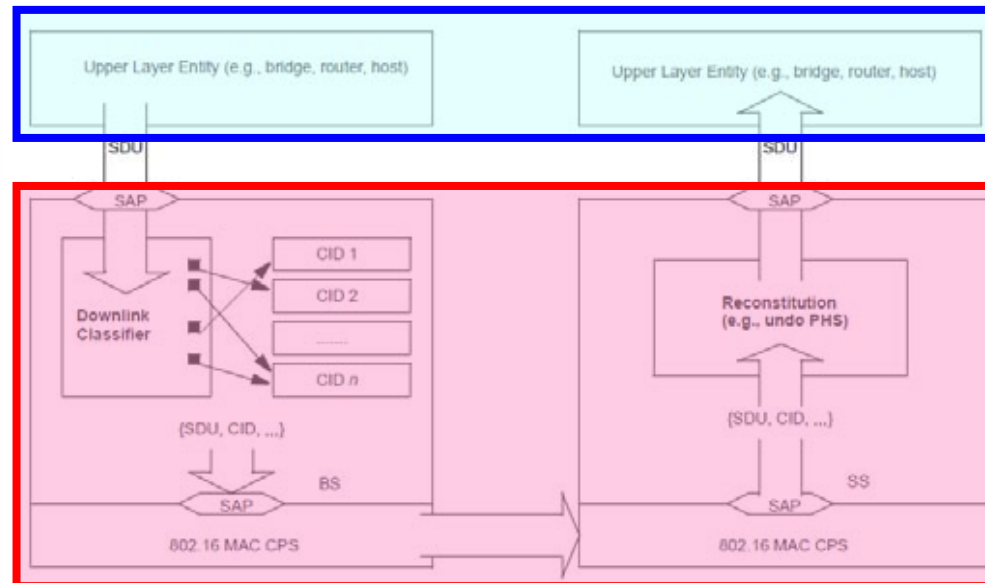 Upper Layer Entity (e.g., bridge, router, host)
Upper Layer Entity (e.g., bridge, router, host)
SDU
SDU
SAP
SAP
CID 1
CID 2
........
CID n
Downlink
Classifier
Reconstitution
(e.g., undo PHS)
{SDU, CID, ,,,}
{SDU, CID, ,,,}
BS
SS
SAP
SAP
802.16 MAC CPS
802.16 MAC CPS